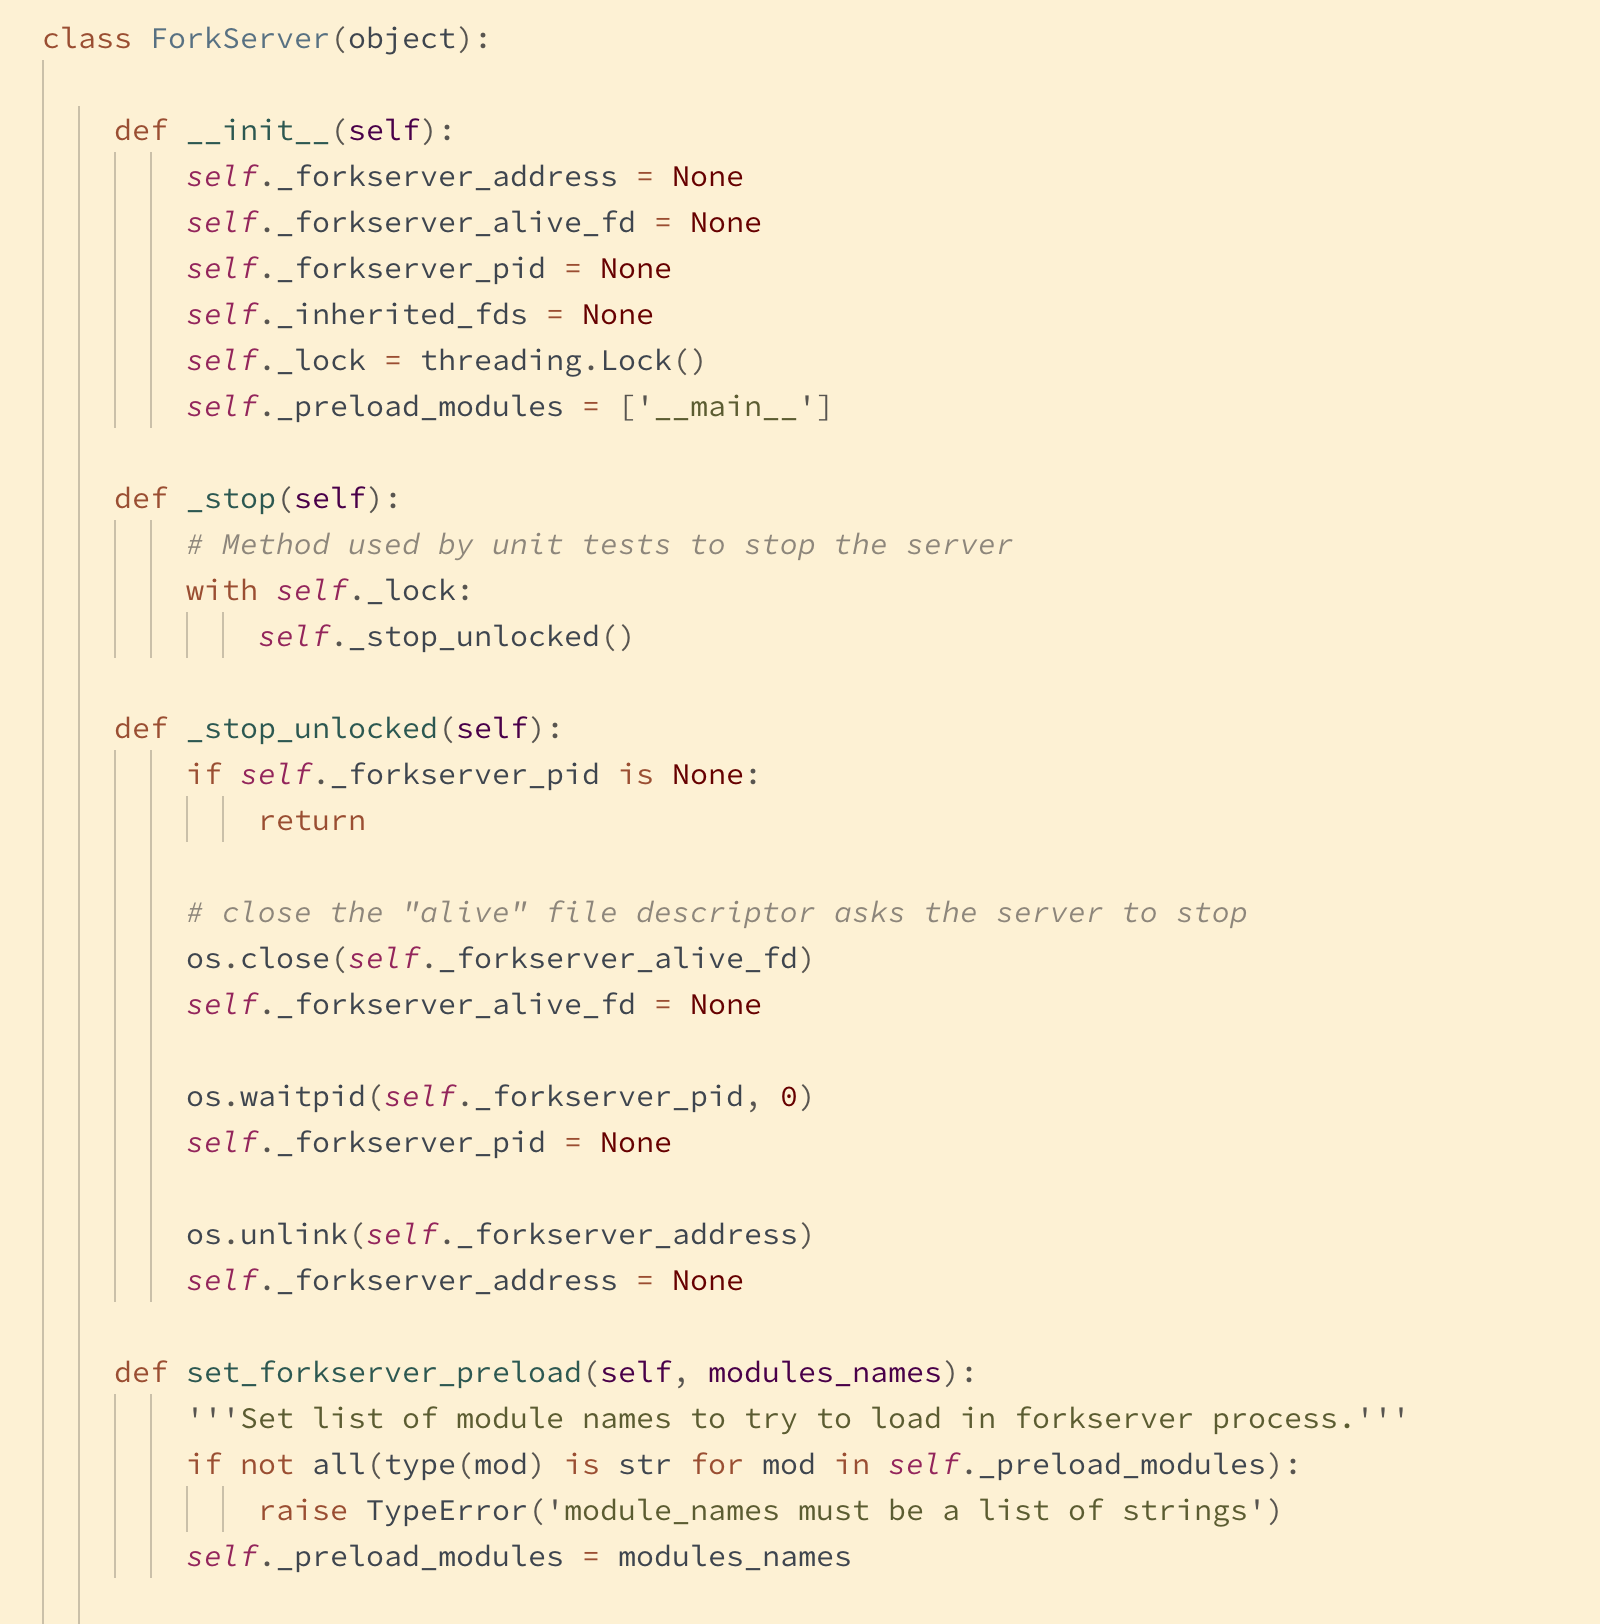 class ForkServer(object):
def __init__(self):
self._forkserver_address = None
self._forkserver_alive_fd = None
self._forkserver_pid = None
self._inherited_fds = None
self._lock = threading.Lock()
self._preload_modules = ['__main__']
def _stop(self):
# Method used by unit tests to stop the server
with self._lock:
self._stop_unlocked()
def _stop_unlocked(self):
if self._forkserver_pid is None:
return
# close the "alive" file descriptor asks the server to stop
os.close(self._forkserver_alive_fd)
self._forkserver_alive_fd = None
os.waitpid(self._forkserver_pid, 0)
self._forkserver_pid = None
os.unlink(self._forkserver_address)
self._forkserver_address = None
def set_forkserver_preload(self, modules_names):
'''Set list of module names to try to load in forkserver process.'''
if not all(type(mod) is str for mod in self._preload_modules):
raise TypeError('module_names must be a list of strings')
self._preload_modules = modules_names